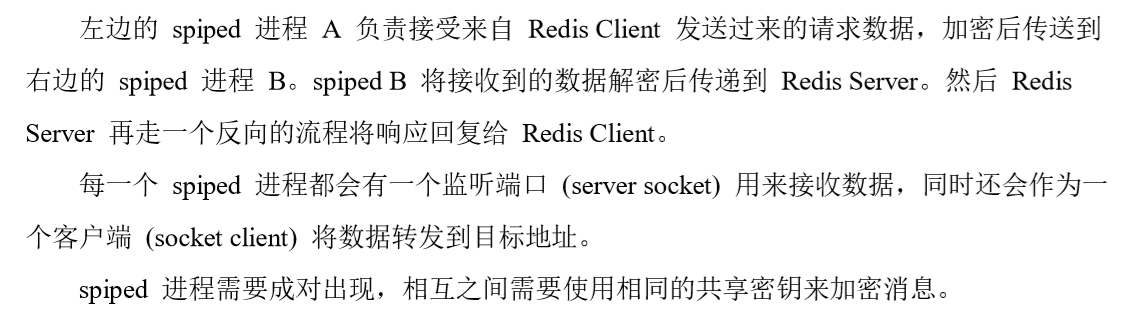 左边的 spiped 进程 A 负责接受来自 Redis Client 发送过来的请求数据，加密后传送到
右边的 spiped 进程 B。spiped B 将接收到的数据解密后传递到 Redis Server。然后 Redis
Server 再走一个反向的流程将响应回复给 Redis Client。
每一个 spiped 进程都会有一个监听端口 (server socket) 用来接收数据，同时还会作为一
个客户端 (socket client) 将数据转发到目标地址。
spiped 进程需要成对出现，相互之间需要使用相同的共享密钥来加密消息。